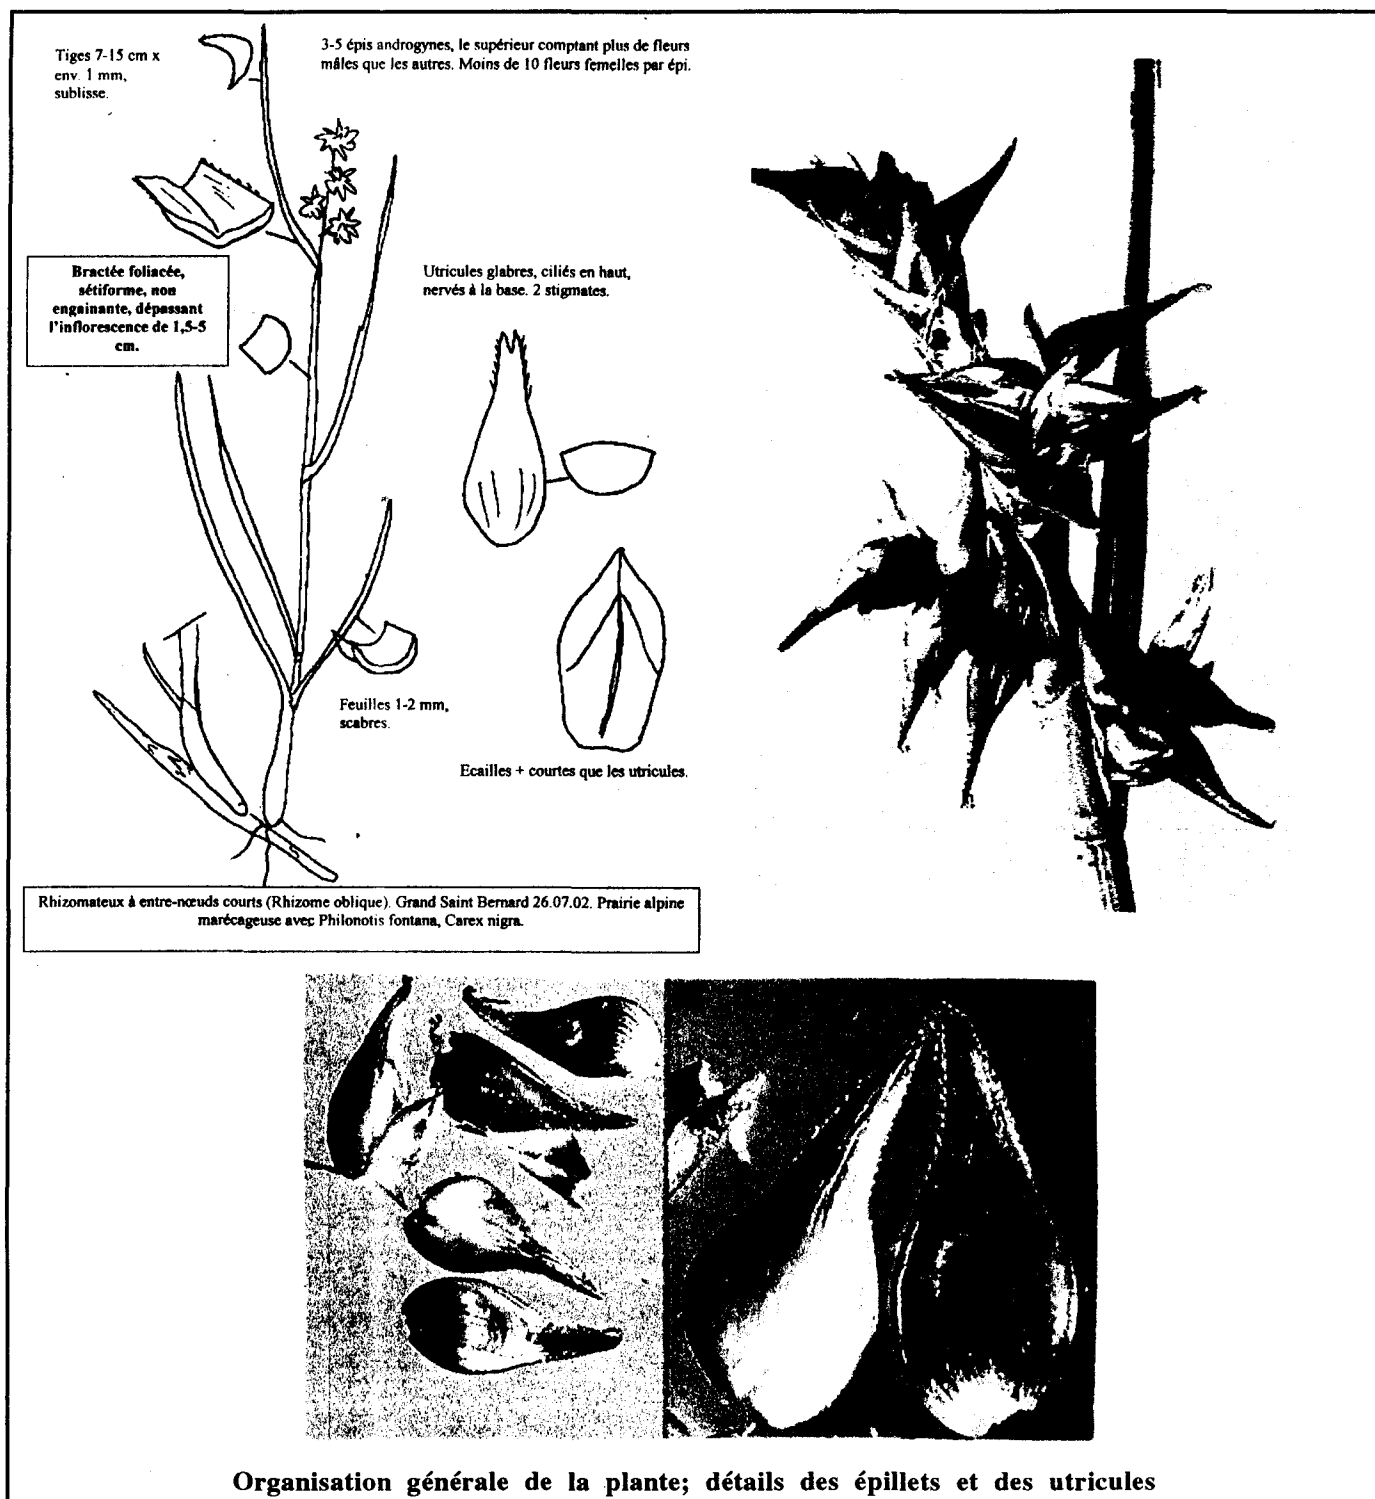 Tiges 7-15 cm x
env. 1 mm,
sublisse.
3-5 épis androgynes, le supérieur comptant plus de fleurs
mâles que les autres. Moins de 10 fleurs femelles par épi.
Bractée foliacée,
sétiforme, non
engainante, dépassant
l'inflorescence de 1,5-5
cm.
Utricules glabres, ciliés en haut,
nervés à la base. 2 stigmates.
Feuilles 1-2 mm,
scabres.
Ecailles + courtes que les utricules.
Rhizomateux à entre-nœuds courts (Rhizome oblique). Grand Saint Bernard 26.07.02. Prairie alpine
marécageuse avec Philonotis fontana, Carex nigra.
Organisation générale de la plante; détails des épillets et des utricules